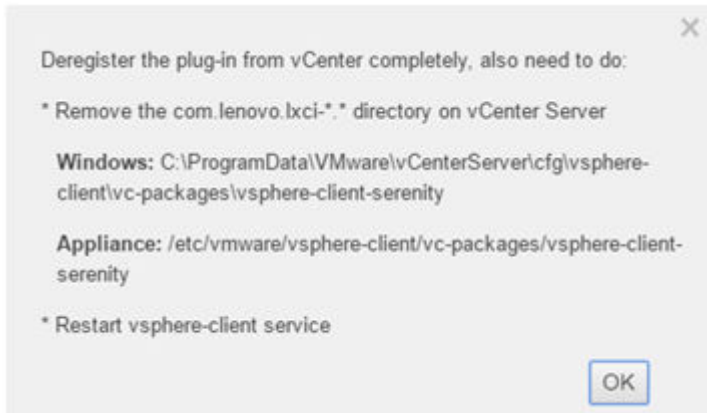 Deregister the plug-in from vCenter completely, also need to do:
* Remove the com.lenovo.lxci-*.* directory on vCenter Server
Windows: C:\ProgramData\VMware\vCenterServer\cfg\vsphere-
client\vc-packages\vsphere-client-serenity
Appliance: /etc/vmware/vsphere-client/vc-packages/vsphere-client-
serenity
* Restart vsphere-client service
OK